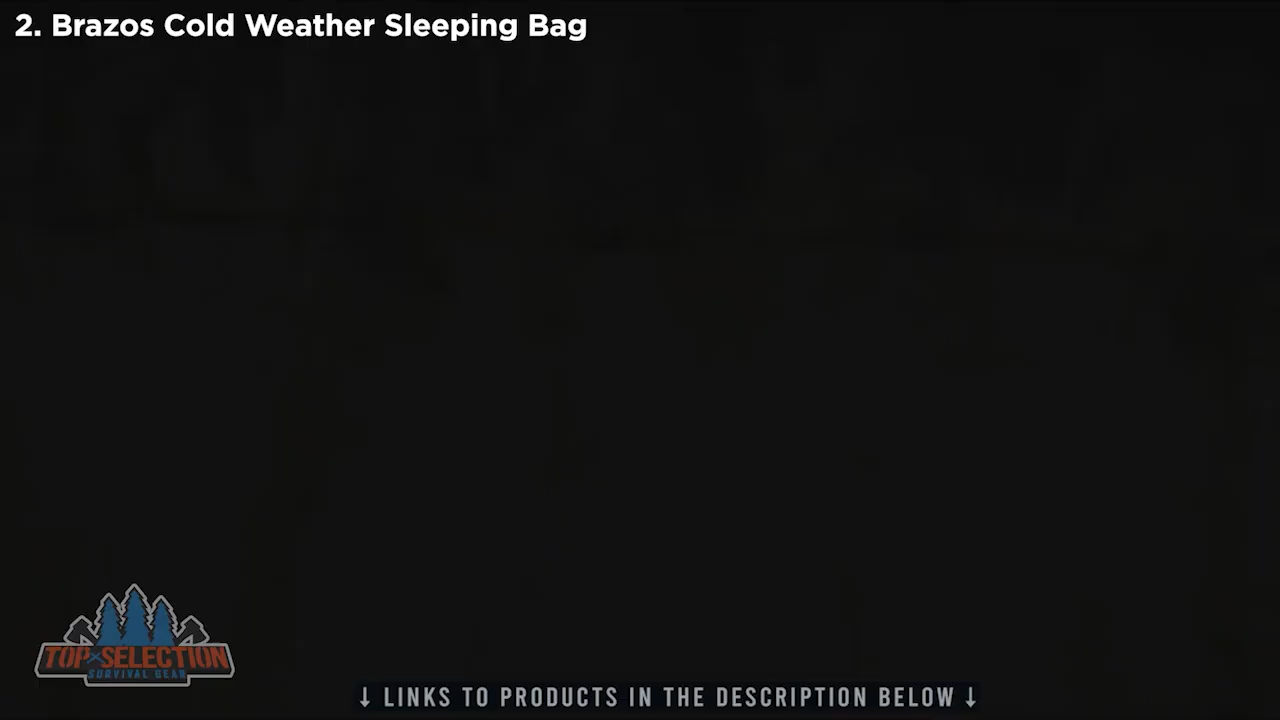 2. Brazos Cold Weather Sleeping Bag
TOP SELECTION
SURVIVAL GEAR
↓ LINKS TO PRODUCTS IN THE DESCRIPTION BELOW ↓